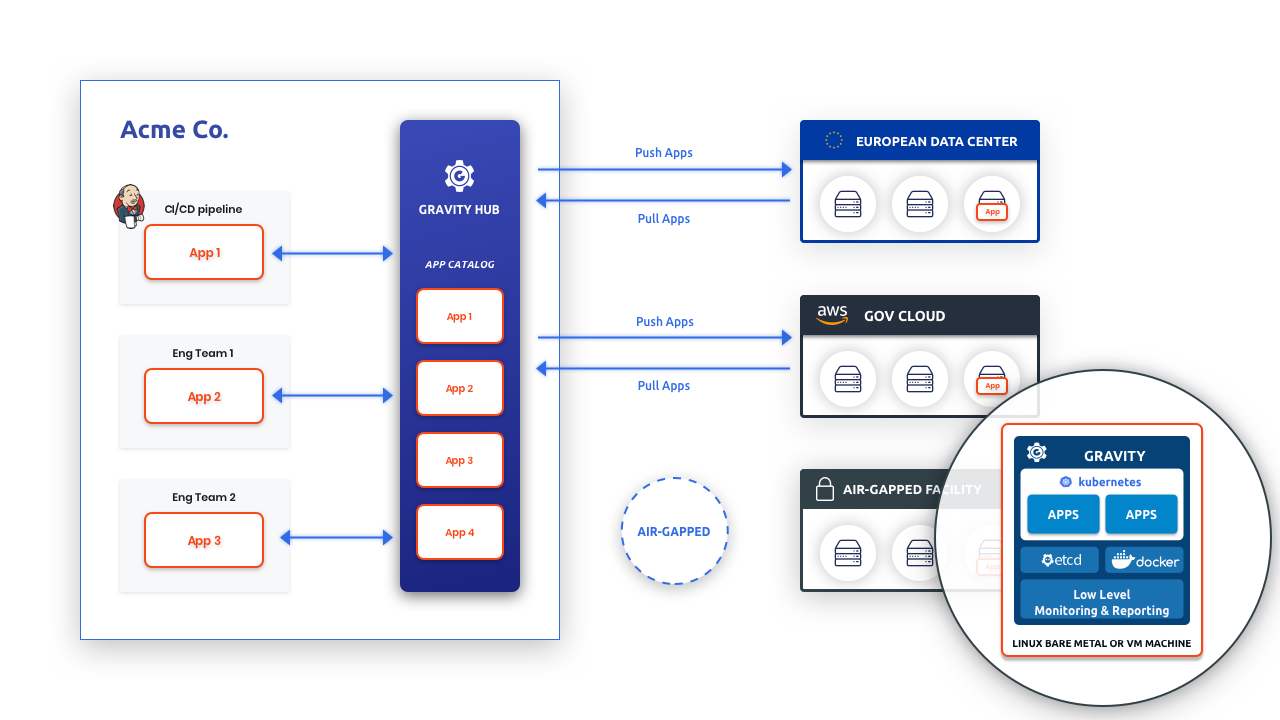 Acme Co.
CI/CD pipeline
App 1
Eng Team 1
App 2
Eng Team 2
App 3
GRAVITY HUB
APP CATALOG
App 1
App 2
App 3
App 4
Push Apps
Pull Apps
Push Apps
Pull Apps
AIR-GAPPED
EUROPEAN DATA CENTER
App
aws
GOV CLOUD
App
AIR-GAPPED FACILITY
App
GRAVITY
kubernetes
APPS
APPS
etcd
docker
Low Level
Monitoring & Reporting
LINUX BARE METAL OR VM MACHINE